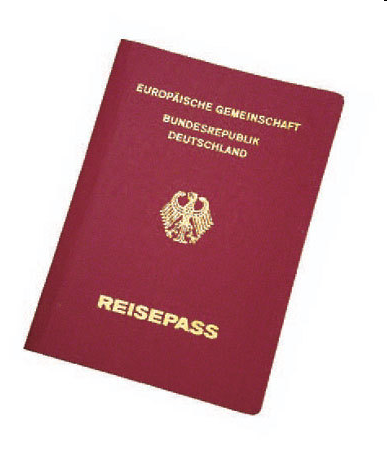 EUROPÄISCHE GEMEINSCHAFT
BUNDESREPUBLIK
DEUTSCHLAND
REISEPASS